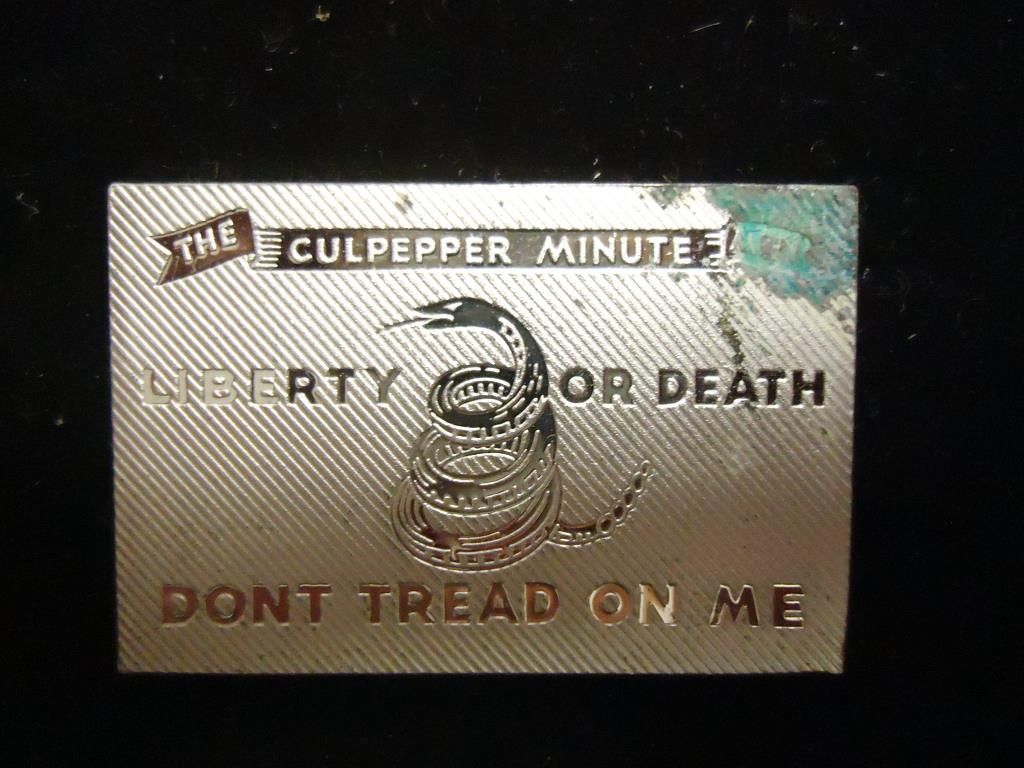 THE CULPEPPER MINUTE
LIBERTY OR DEATH
DONT TREAD ON ME